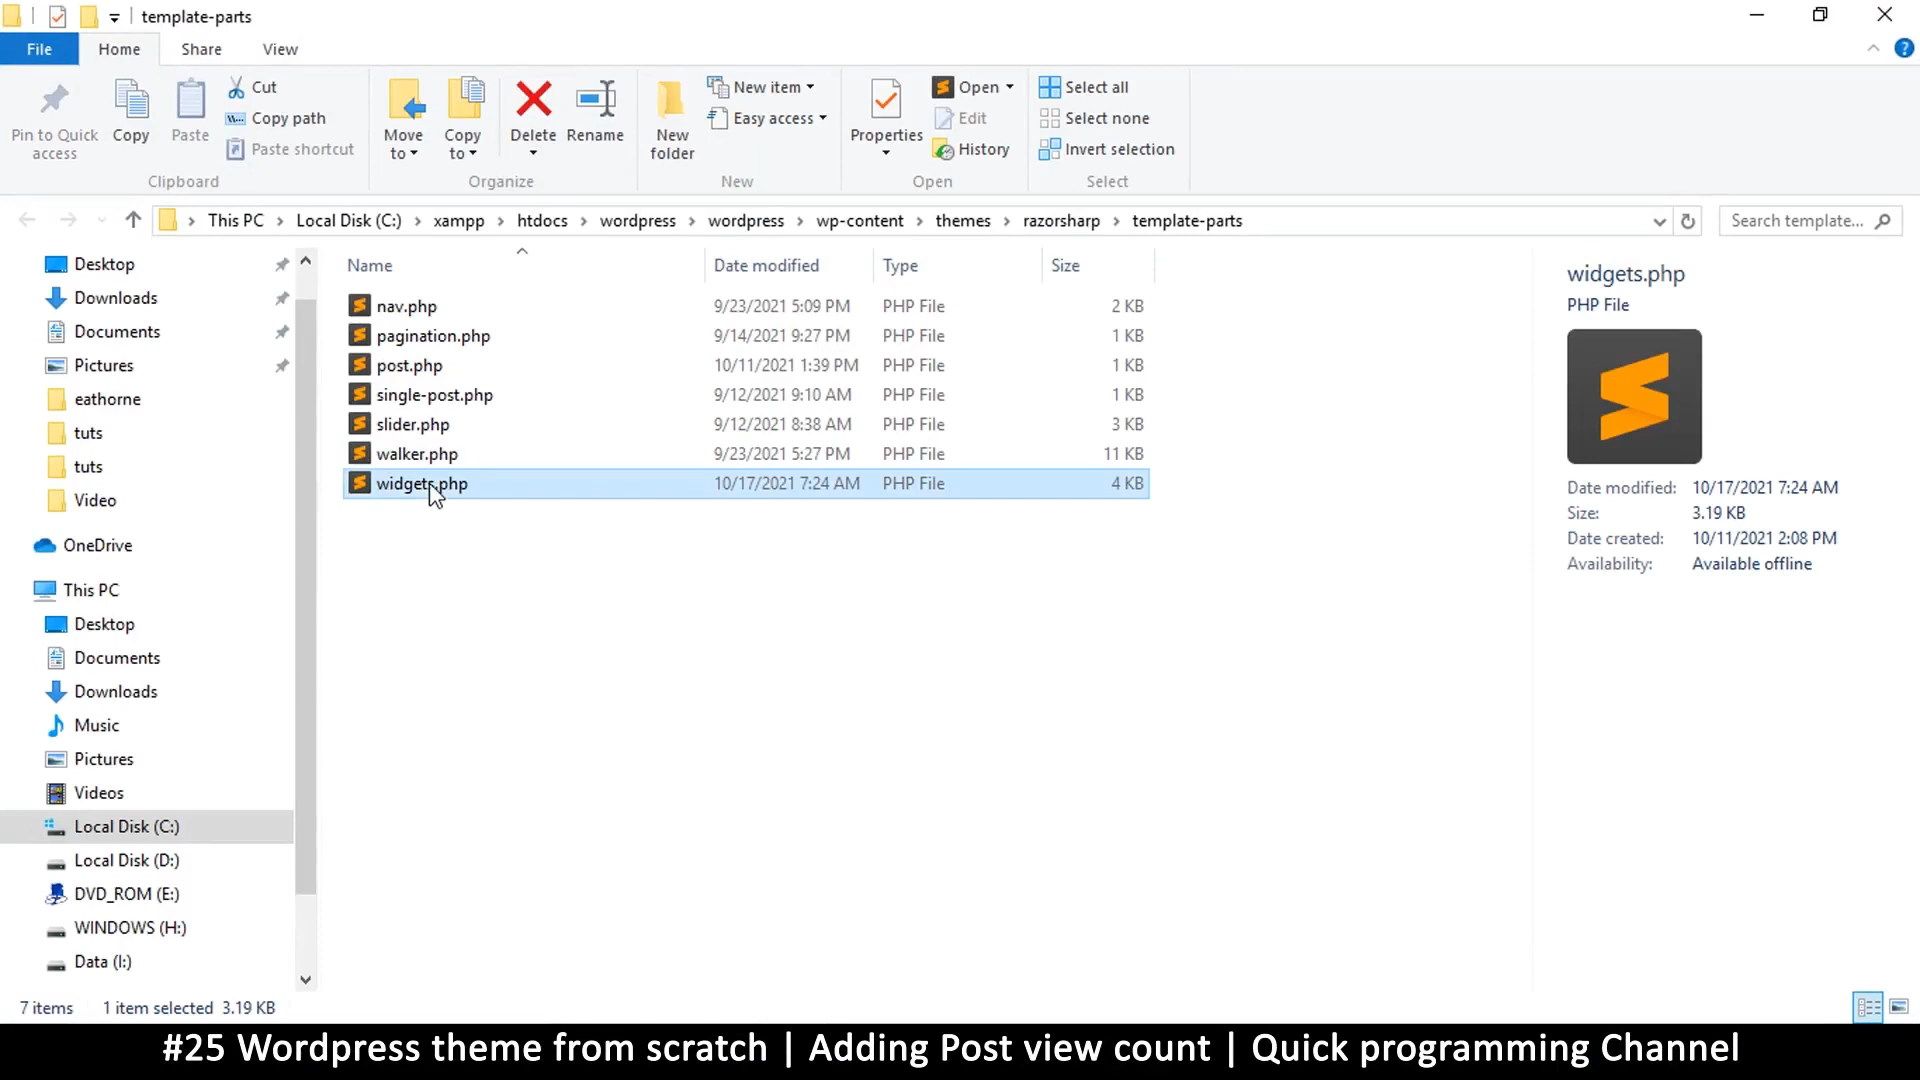 template-parts
File Home Share View
Pin to Quick access
Copy
Paste
Cut
Copy path
Paste shortcut
Clipboard
Move to
Copy to
Delete
Rename
Organize
New folder
New item
Easy access
New
Properties
Open
Edit
History
Open
Select all
Select none
Invert selection
Select
This PC Local Disk (C:) xampp htdocs wordpress wordpress wp-content themes razorsharp template-parts
Search template...
Desktop
Downloads
Documents
Pictures
eathorne
tuts
tuts
Video
OneDrive
This PC
Desktop
Documents
Downloads
Music
Pictures
Videos
Local Disk (C:)
Local Disk (D:)
DVD_ROM (E:)
WINDOWS (H:)
Data (I:)
Name Date modified Type Size
nav.php 9/23/2021 5:09 PM PHP File 2 KB
pagination.php 9/14/2021 9:27 PM PHP File 1 KB
post.php 10/11/2021 1:39 PM PHP File 1 KB
single-post.php 9/12/2021 9:10 AM PHP File 1 KB
slider.php 9/12/2021 8:38 AM PHP File 3 KB
walker.php 9/23/2021 5:27 PM PHP File 11 KB
widgets.php 10/17/2021 7:24 AM PHP File 4 KB
widgets.php
PHP File
Date modified: 10/17/2021 7:24 AM
Size: 3.19 KB
Date created: 10/11/2021 2:08 PM
Availability: Available offline
7 items 1 item selected 3.19 KB
#25 Wordpress theme from scratch | Adding Post view count | Quick programming Channel